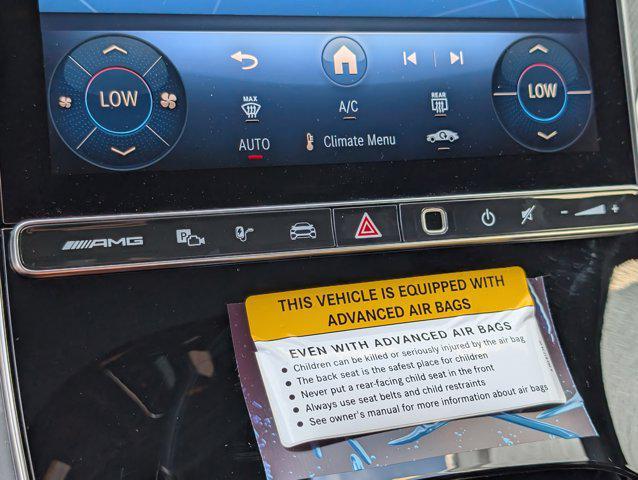 LOW
MAX
A/C
REAR
LOW
AUTO
Climate Menu
AMG
P
THIS VEHICLE IS EQUIPPED WITH
ADVANCED AIR BAGS
EVEN WITH ADVANCED AIR BAGS
• Children can be killed or seriously injured by the air bag
• The back seat is the safest place for children
• Never put a rear-facing child seat in the front
• Always use seat belts and child restraints
• See owner's manual for more information about air bags